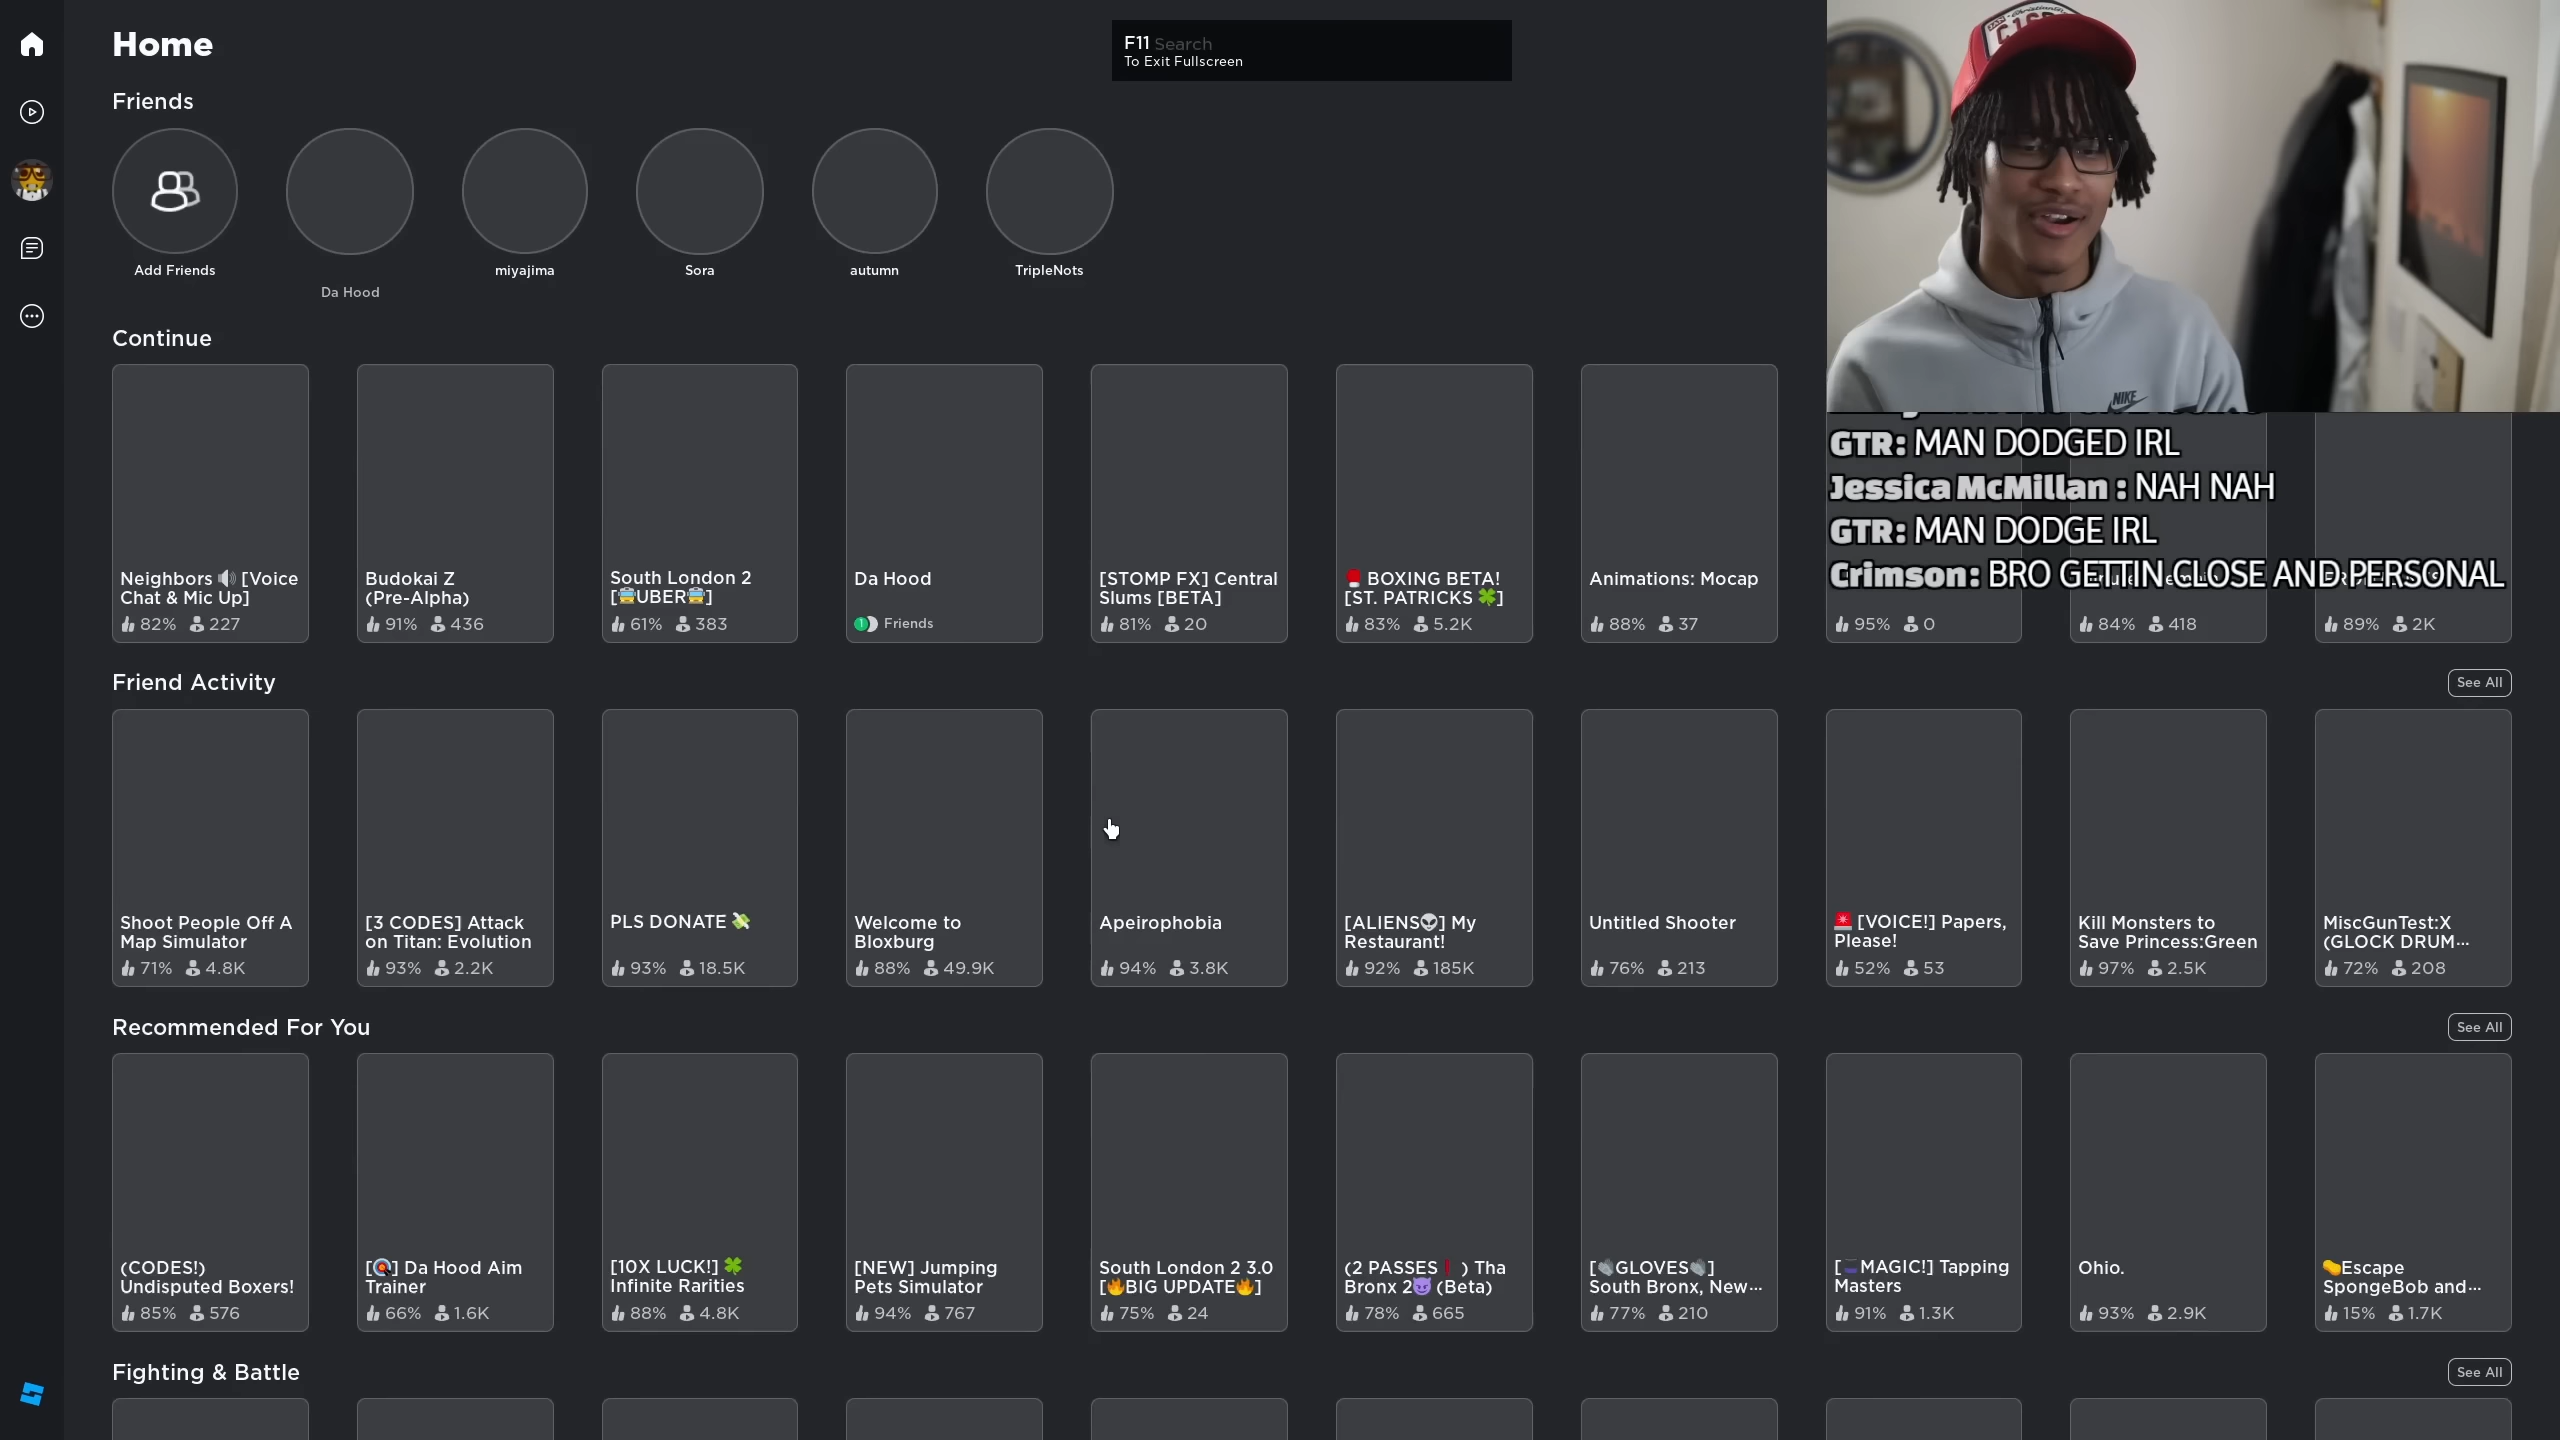 Home
F11 Search
To Exit Fullscreen
Friends
Add Friends
Da Hood
miyajima
Sora
autumn
TripleNots
Continue
Neighbors 🔊 [Voice
Chat & Mic Up]
82% 227
Budokai Z
(Pre-Alpha)
91% 436
South London 2
[🚖UBER🚖]
61% 383
Da Hood
1 Friends
[STOMP FX] Central
Slums [BETA]
81% 20
🥊 BOXING BETA!
[ST. PATRICKS 🍀]
83% 5.2K
Animations: Mocap
88% 37
95% 0
84% 418
89% 2K
NIKE
GTR: MAN DODGED IRL
Jessica McMillan : NAH NAH
GTR: MAN DODGE IRL
Crimson: BRO GETTIN CLOSE AND PERSONAL
Friend Activity
See All
Shoot People Off A
Map Simulator
71% 4.8K
[3 CODES] Attack
on Titan: Evolution
93% 2.2K
PLS DONATE 💸
93% 18.5K
Welcome to
Bloxburg
88% 49.9K
Apeirophobia
94% 3.8K
[ALIENS👽] My
Restaurant!
92% 185K
Untitled Shooter
76% 213
🚨 [VOICE!] Papers,
Please!
52% 53
Kill Monsters to
Save Princess:Green
97% 2.5K
MiscGunTest:X
(GLOCK DRUM...
72% 208
Recommended For You
See All
(CODES!)
Undisputed Boxers!
85% 576
[🎯] Da Hood Aim
Trainer
66% 1.6K
[10X LUCK!] 🍀
Infinite Rarities
88% 4.8K
[NEW] Jumping
Pets Simulator
94% 767
South London 2 3.0
[🔥BIG UPDATE🔥]
75% 24
(2 PASSES❗) Tha
Bronx 2😈 (Beta)
78% 665
[🧤GLOVES🧤]
South Bronx, New...
77% 210
[🎩MAGIC!] Tapping
Masters
91% 1.3K
Ohio.
93% 2.9K
🧽Escape
SpongeBob and...
15% 1.7K
Fighting & Battle
See All